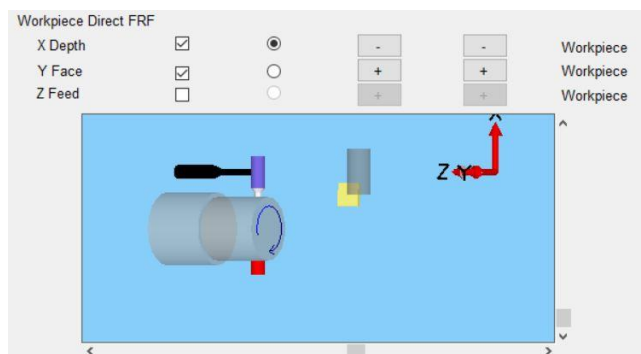 Workpiece Direct FRF
X Depth - - Workpiece
Y Face + + Workpiece
Z Feed + + Workpiece
X
Z Y